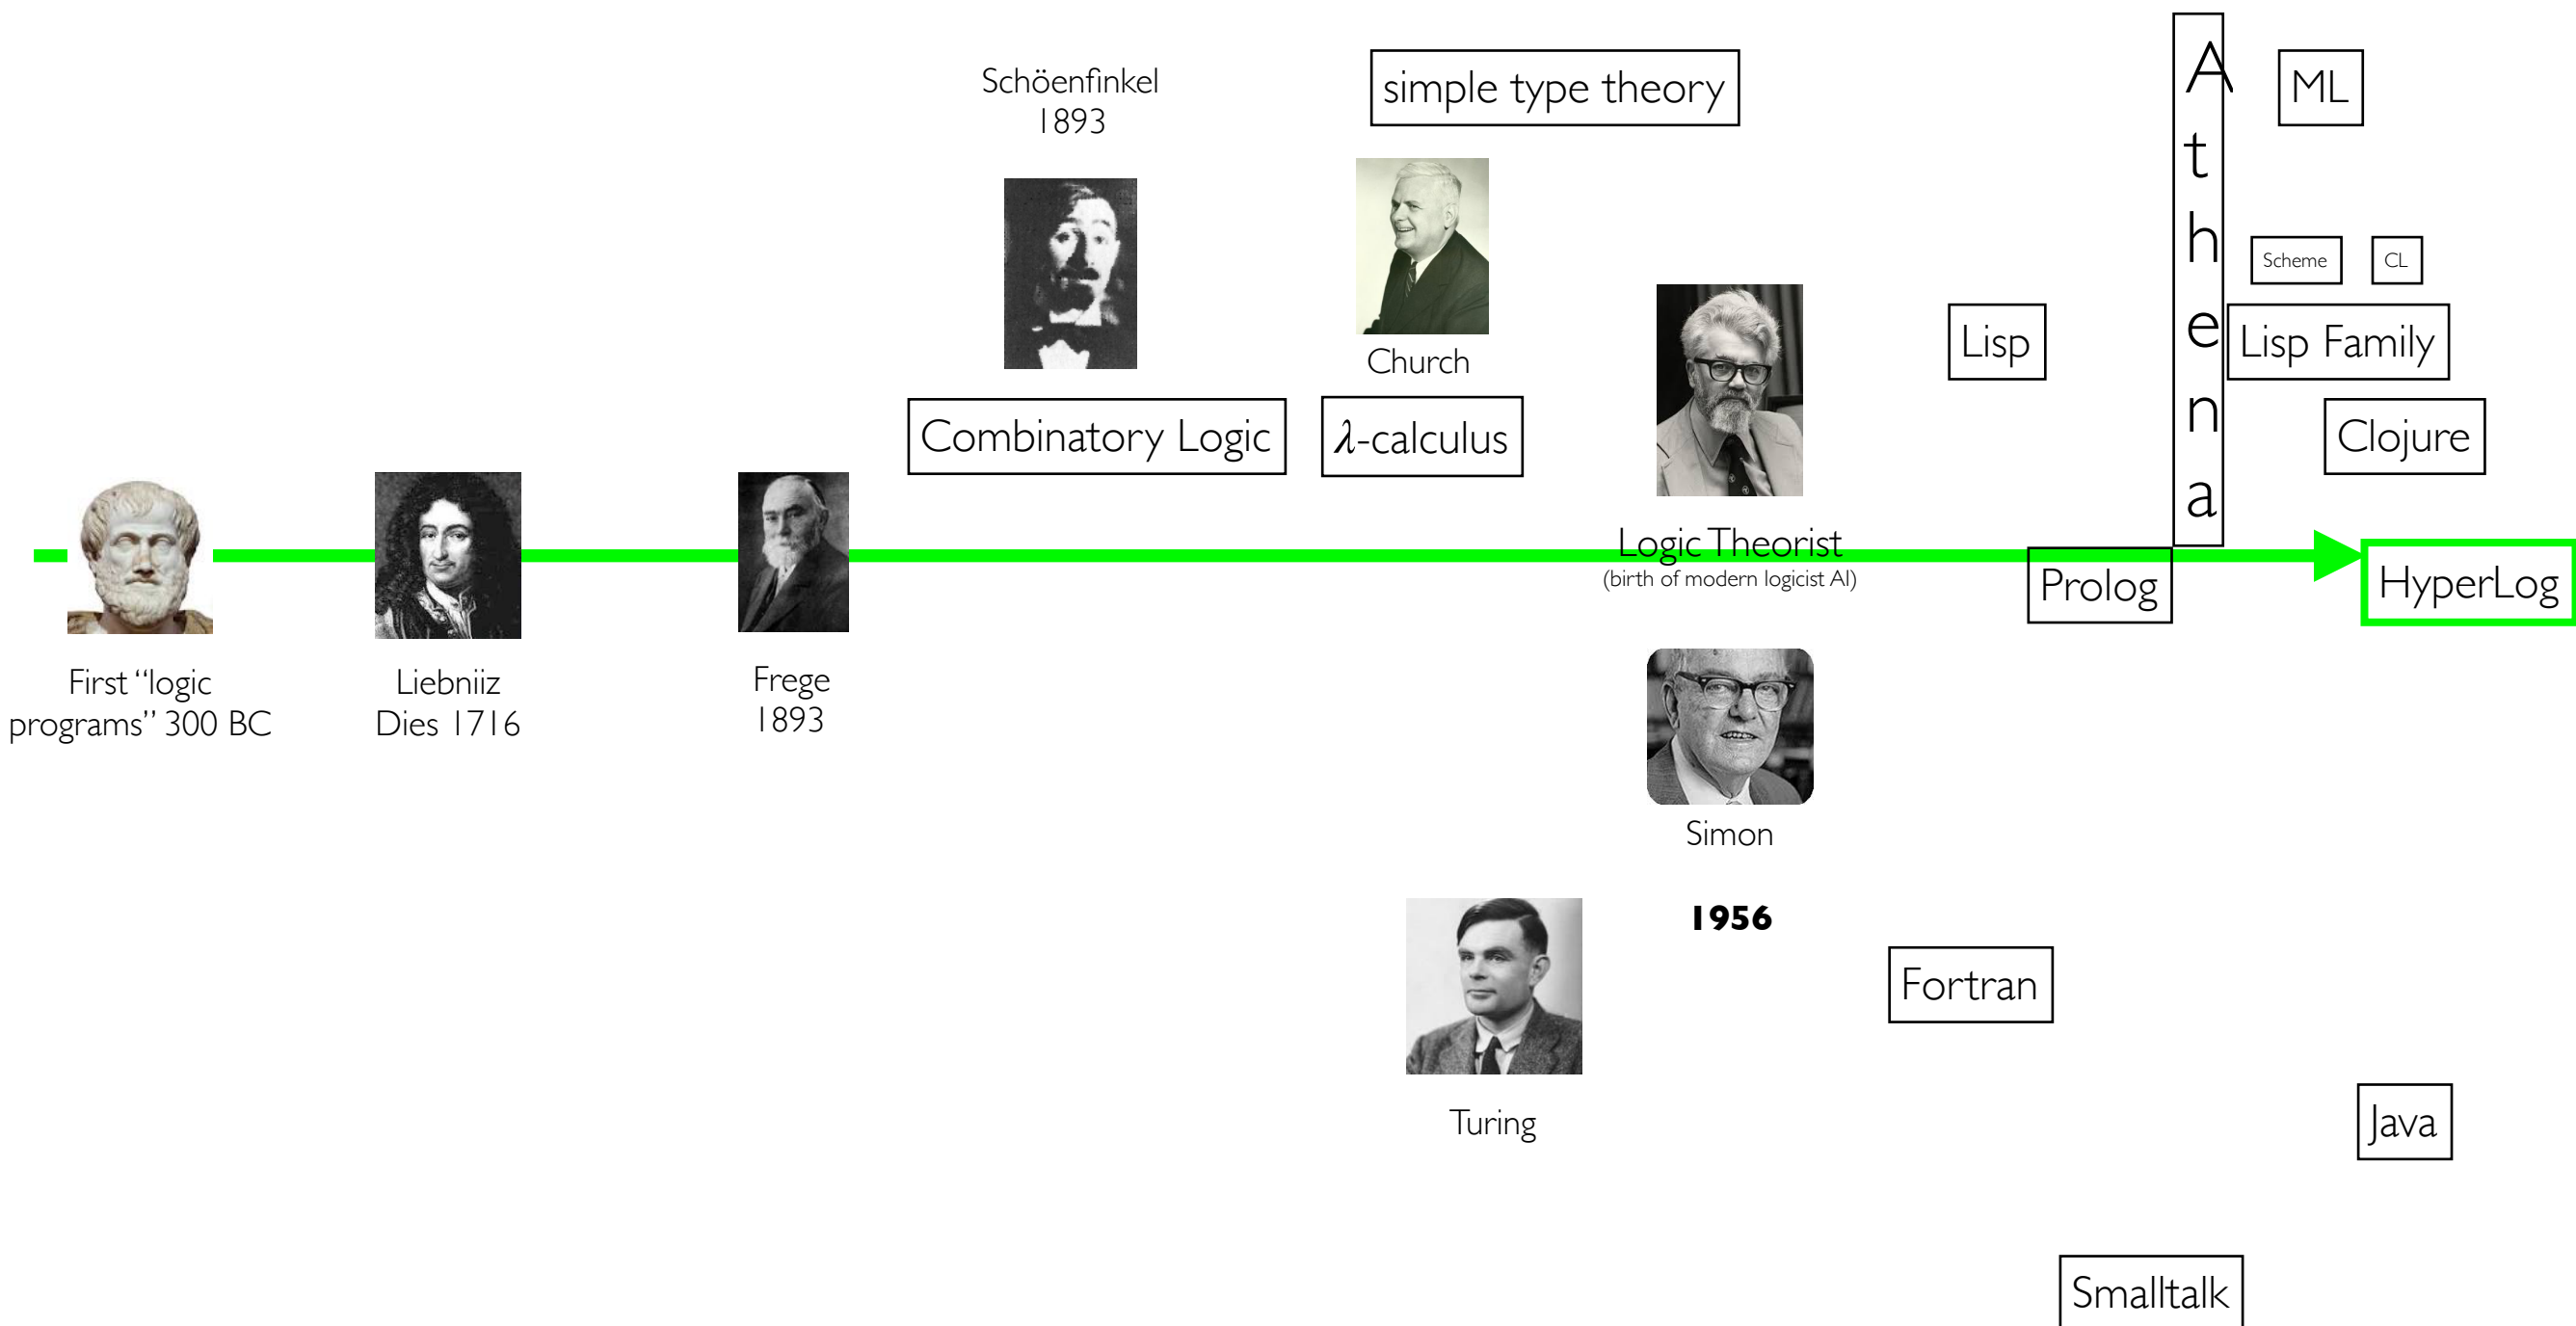 Schöenfinkel
1893
simple type theory
Athena
ML
Scheme
CL
Church
Lisp
Lisp Family
Combinatory Logic
λ-calculus
Clojure
Logic Theorist
(birth of modern logicist AI)
Prolog
HyperLog
First “logic
programs” 300 BC
Liebniiz
Dies 1716
Frege
1893
Simon
1956
Fortran
Turing
Java
Smalltalk